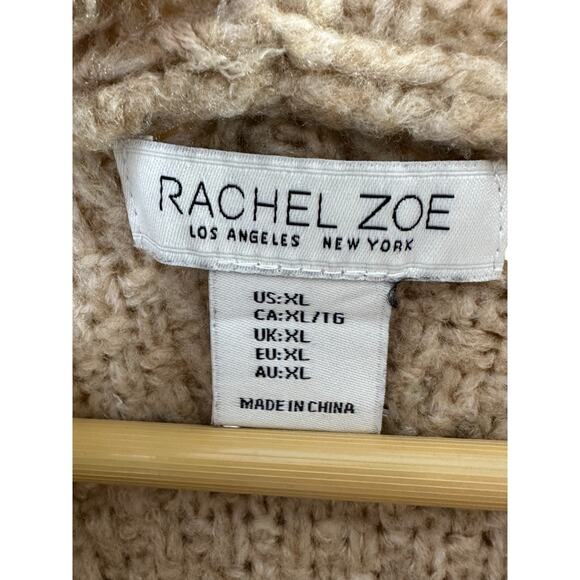 RACHEL ZOE
LOS ANGELES NEW YORK
US:XL
CA:XL/TG
UK:XL
EU:XL
AU:XL
MADE IN CHINA